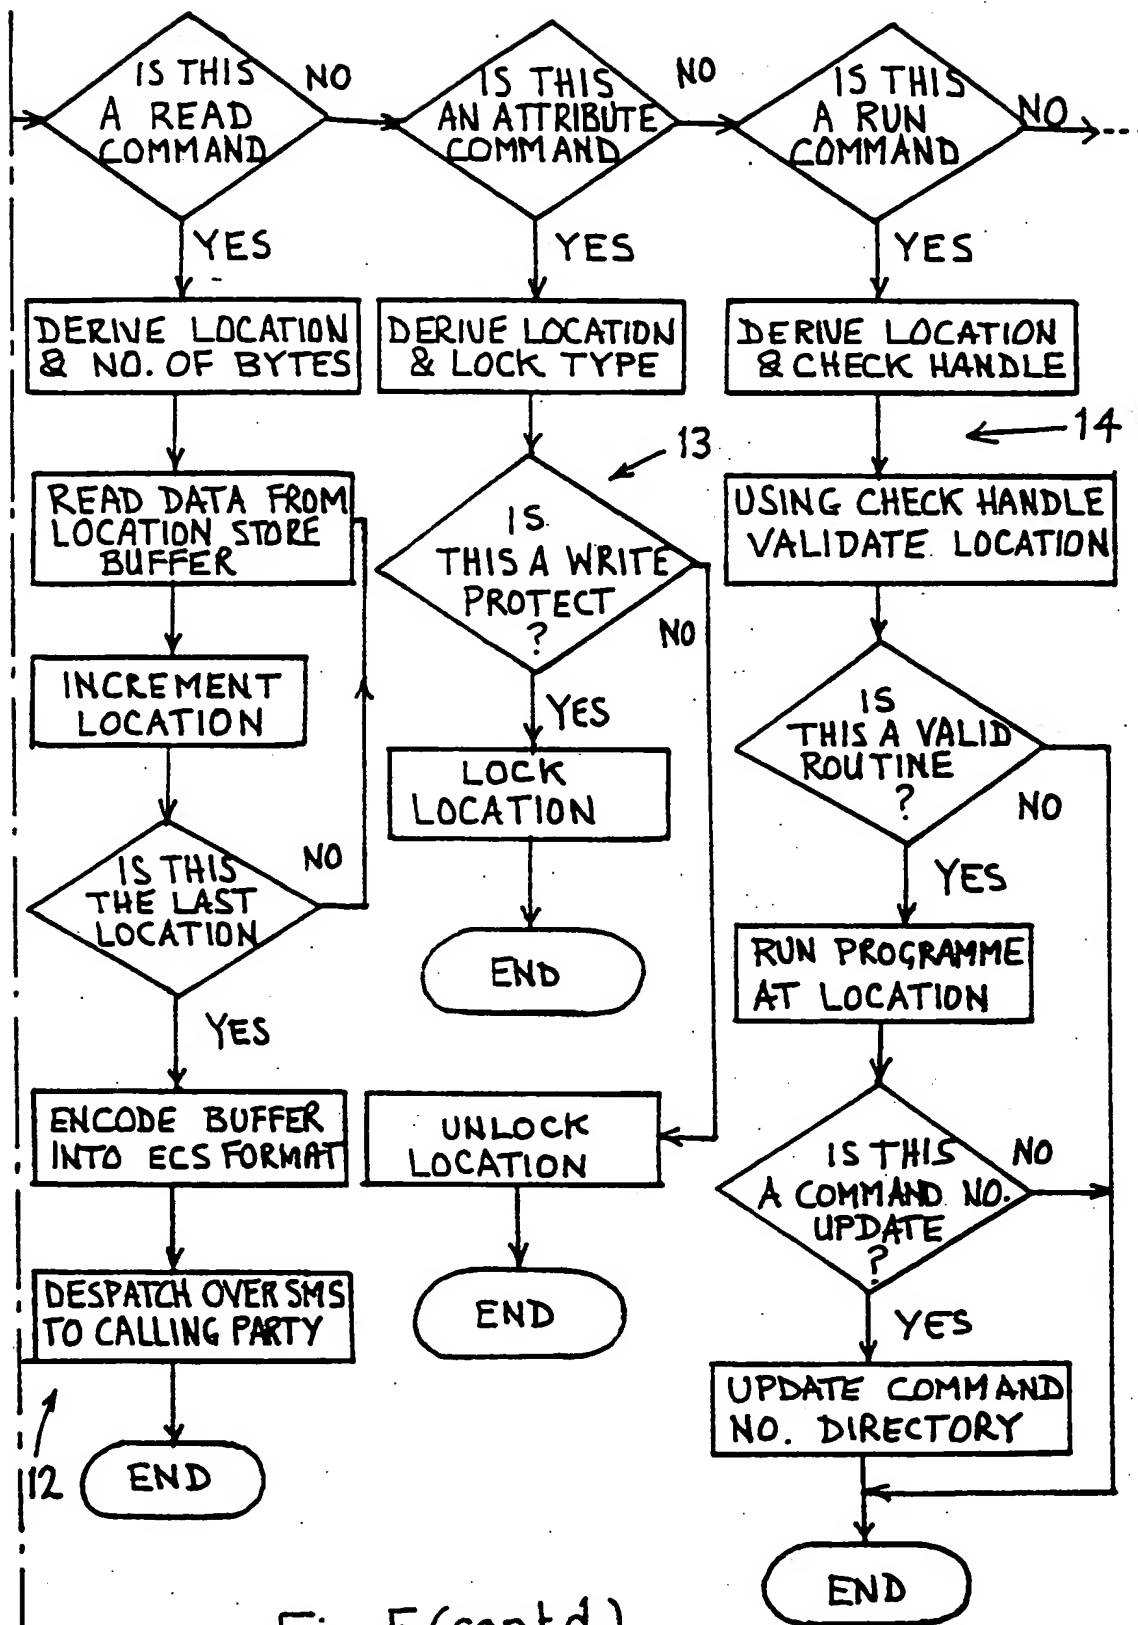 IS THIS
A READ
COMMAND
NO
IS THIS
AN ATTRIBUTE
COMMAND
NO
IS THIS
A RUN
COMMAND
NO
YES
YES
YES
DERIVE LOCATION
& NO. OF BYTES
DERIVE LOCATION
& LOCK TYPE
DERIVE LOCATION
& CHECK HANDLE
13
14
READ DATA FROM
LOCATION STORE
BUFFER
IS
THIS A WRITE
PROTECT
?
NO
USING CHECK HANDLE
VALIDATE LOCATION
INCREMENT
LOCATION
YES
IS
THIS A VALID
ROUTINE
?
NO
LOCK
LOCATION
IS THIS
THE LAST
LOCATION
NO
YES
END
RUN PROGRAMME
AT LOCATION
YES
ENCODE BUFFER
INTO ECS FORMAT
UNLOCK
LOCATION
IS THIS
A COMMAND NO.
UPDATE
?
NO
DESPATCH OVER SMS
TO CALLING PARTY
END
YES
12
END
UPDATE COMMAND
NO. DIRECTORY
END
Fig. 5 (contd.)